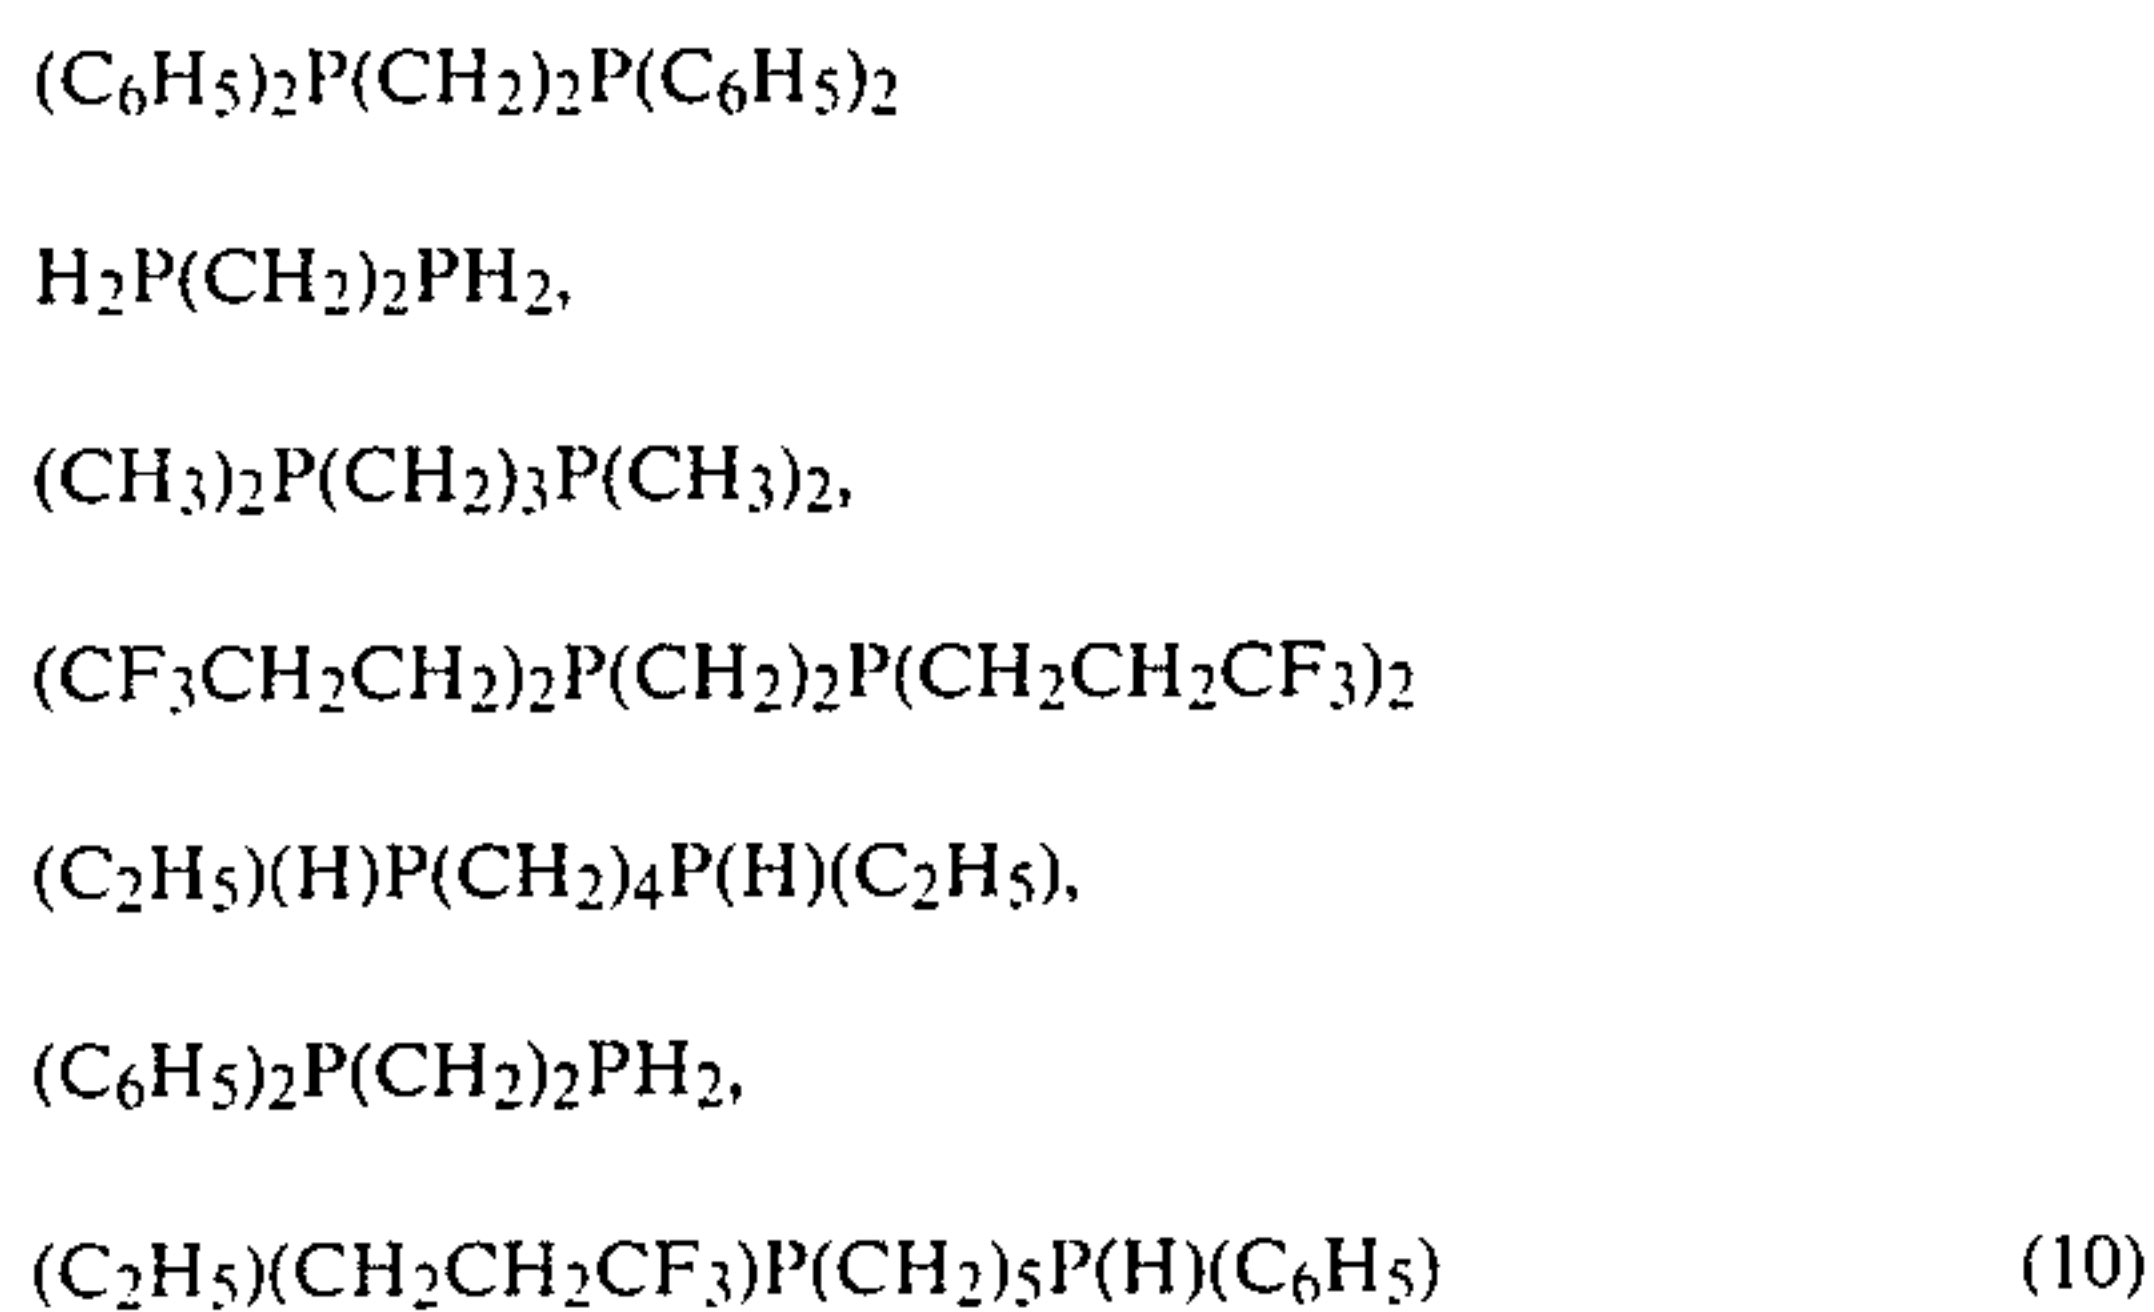 (C₆H₅)₂P(CH₂)₂P(C₆H₅)₂
H₂P(CH₂)₂PH₂,
(CH₃)₂P(CH₂)₃P(CH₃)₂,
(CF₃CH₂CH₂)₂P(CH₂)₂P(CH₂CH₂CF₃)₂
(C₂H₅)(H)P(CH₂)₄P(H)(C₂H₅),
(C₆H₅)₂P(CH₂)₂PH₂,
(C₂H₅)(CH₂CH₂CF₃)P(CH₂)₅P(H)(C₆H₅) (10)